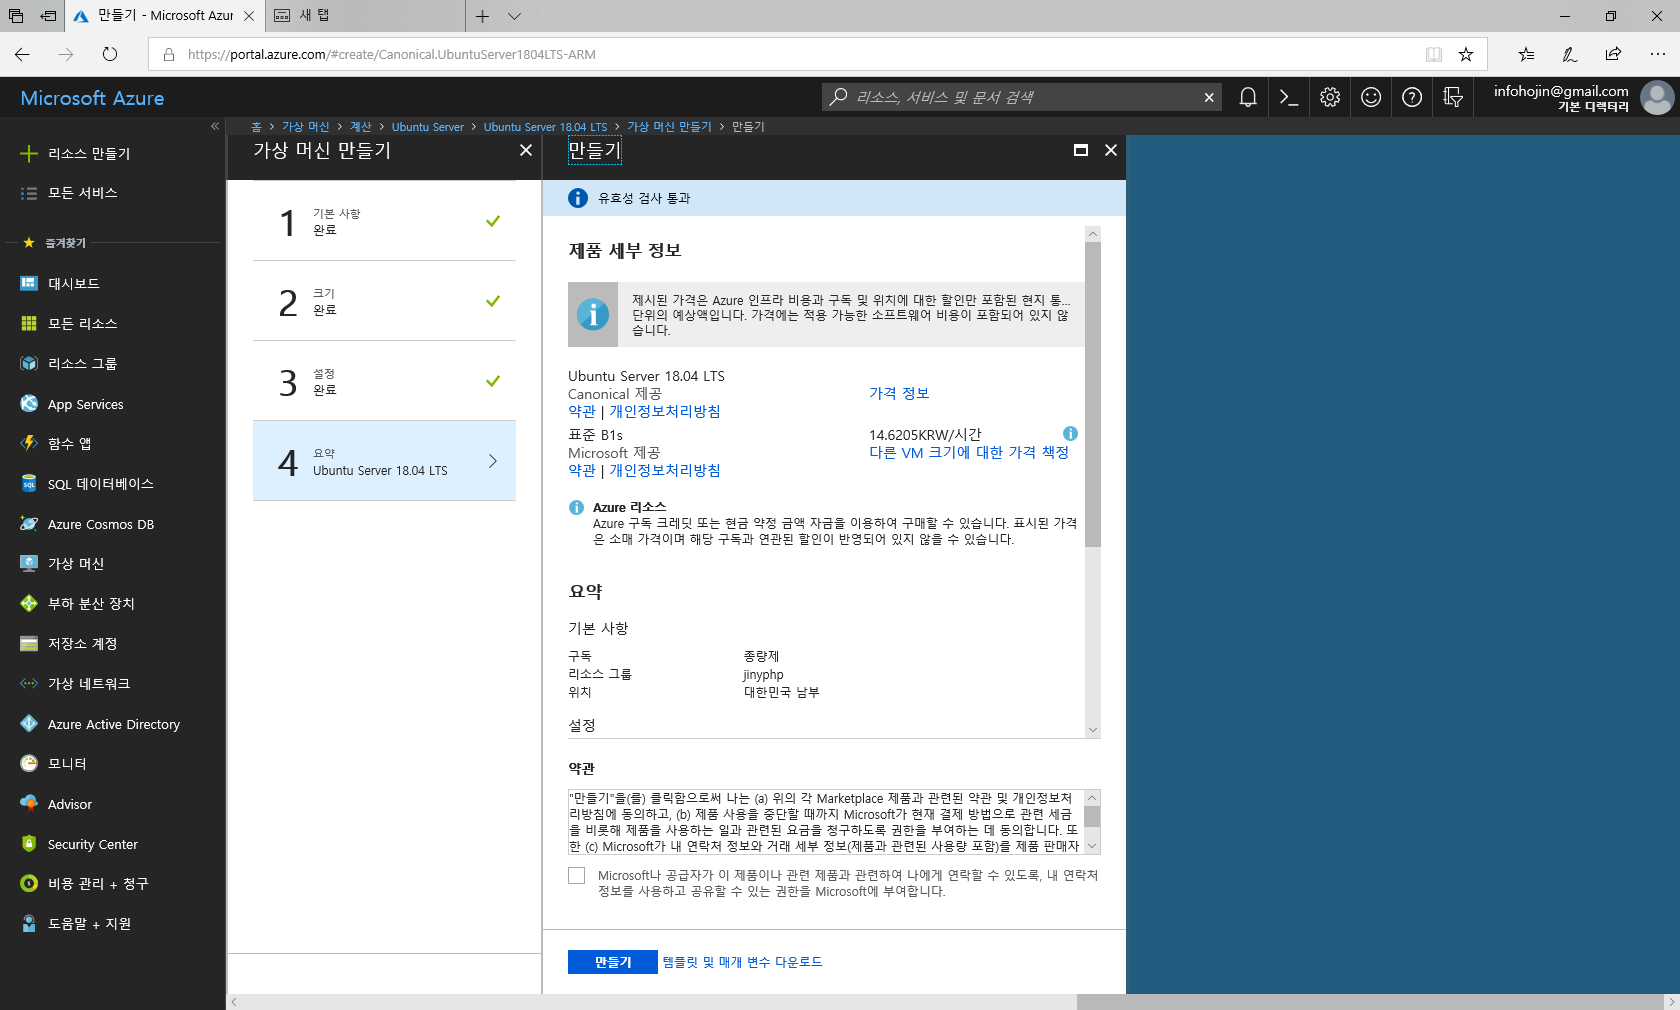 만들기 - Microsoft Azur
새 탭
https://portal.azure.com/#create/Canonical.UbuntuServer1804LTS-ARM
Microsoft Azure
리소스, 서비스 및 문서 검색
infohojin@gmail.com
기본 디렉터리
홈 > 가상 머신 > 계산 > Ubuntu Server > Ubuntu Server 18.04 LTS > 가상 머신 만들기 > 만들기
리소스 만들기
모든 서비스
즐겨찾기
대시보드
모든 리소스
리소스 그룹
App Services
함수 앱
SQL 데이터베이스
Azure Cosmos DB
가상 머신
부하 분산 장치
저장소 계정
가상 네트워크
Azure Active Directory
모니터
Advisor
Security Center
비용 관리 + 청구
도움말 + 지원
가상 머신 만들기
1
기본 사항
완료
2
크기
완료
3
설정
완료
4
요약
Ubuntu Server 18.04 LTS
만들기
유효성 검사 통과
제품 세부 정보
제시된 가격은 Azure 인프라 비용과 구독 및 위치에 대한 할인만 포함된 현지 통...
단위의 예상액입니다. 가격에는 적용 가능한 소프트웨어 비용이 포함되어 있지 않
습니다.
Ubuntu Server 18.04 LTS
Canonical 제공
가격 정보
약관 | 개인정보처리방침
표준 B1s
14.6205KRW/시간
Microsoft 제공
다른 VM 크기에 대한 가격 책정
약관 | 개인정보처리방침
Azure 리소스
Azure 구독 크레딧 또는 현금 약정 금액 자금을 이용하여 구매할 수 있습니다. 표시된 가격
은 소매 가격이며 해당 구독과 연관된 할인이 반영되어 있지 않을 수 있습니다.
요약
기본 사항
구독 종량제
리소스 그룹 jinyphp
위치 대한민국 남부
설정
약관
"만들기"을(를) 클릭함으로써 나는 (a) 위의 각 Marketplace 제품과 관련된 약관 및 개인정보처
리방침에 동의하고, (b) 제품 사용을 중단할 때까지 Microsoft가 현재 결제 방법으로 관련 세금
을 비롯해 제품을 사용하는 일과 관련된 요금을 청구하도록 권한을 부여하는 데 동의합니다. 또
한 (c) Microsoft가 내 연락처 정보와 거래 세부 정보(제품과 관련된 사용량 포함)를 제품 판매자
Microsoft나 공급자가 이 제품이나 관련 제품과 관련하여 나에게 연락할 수 있도록, 내 연락처
정보를 사용하고 공유할 수 있는 권한을 Microsoft에 부여합니다.
만들기
템플릿 및 매개 변수 다운로드